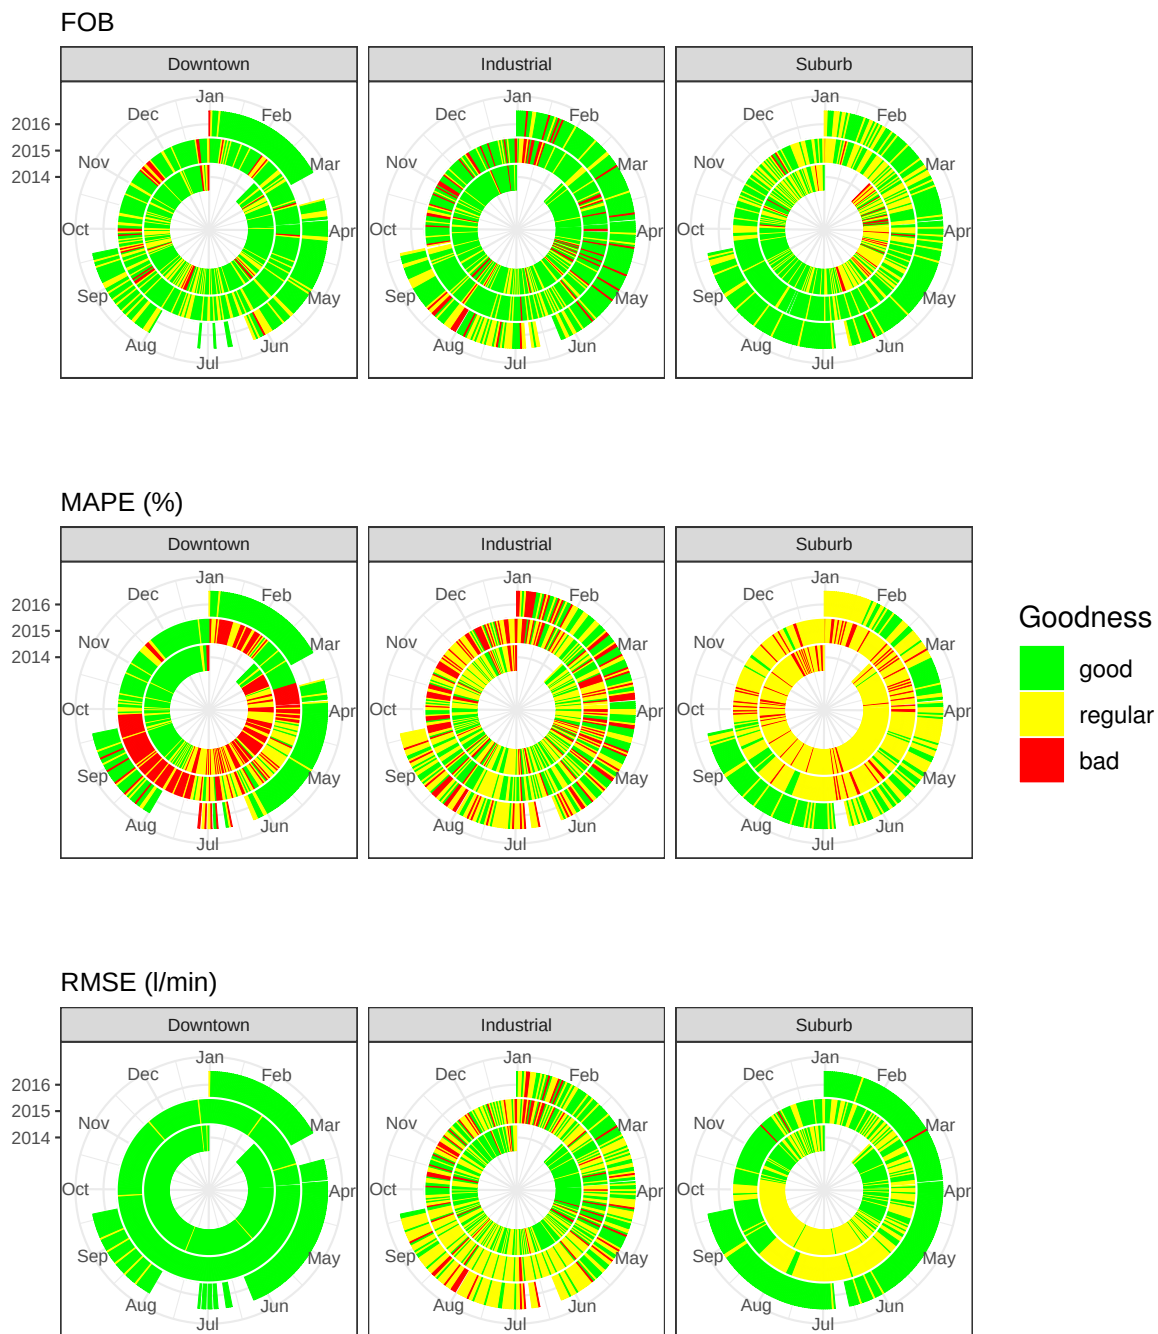 FOB
Downtown
Industrial
Suburb
2016
2015
2014
Jan
Feb
Mar
Apr
May
Jun
Jul
Aug
Sep
Oct
Nov
Dec
Jan
Feb
Mar
Apr
May
Jun
Jul
Aug
Sep
Oct
Nov
Dec
Jan
Feb
Mar
Apr
May
Jun
Jul
Aug
Sep
Oct
Nov
Dec
MAPE (%)
Downtown
Industrial
Suburb
2016
2015
2014
Jan
Feb
Mar
Apr
May
Jun
Jul
Aug
Sep
Oct
Nov
Dec
Jan
Feb
Mar
Apr
May
Jun
Jul
Aug
Sep
Oct
Nov
Dec
Jan
Feb
Mar
Apr
May
Jun
Jul
Aug
Sep
Oct
Nov
Dec
Goodness
good
regular
bad
RMSE (l/min)
Downtown
Industrial
Suburb
2016
2015
2014
Jan
Feb
Mar
Apr
May
Jun
Jul
Aug
Sep
Oct
Nov
Dec
Jan
Feb
Mar
Apr
May
Jun
Jul
Aug
Sep
Oct
Nov
Dec
Jan
Feb
Mar
Apr
May
Jun
Jul
Aug
Sep
Oct
Nov
Dec